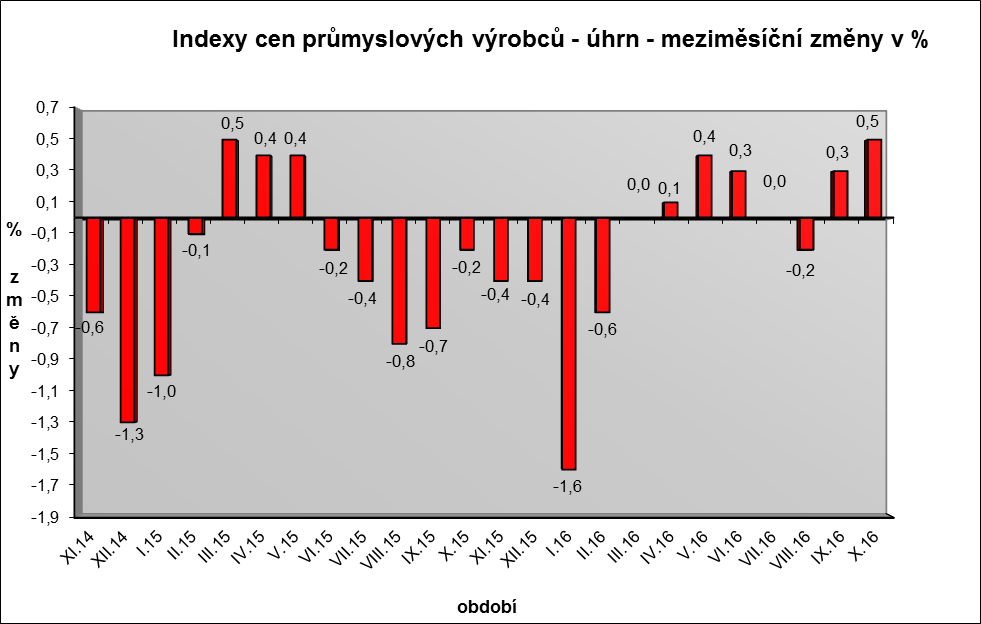 Indexy cen průmyslových výrobců - úhrn - meziměsíční změny v %
0,7
0,5
0,3
0,1
-0,1
-0,3
-0,5
-0,7
-0,9
-1,1
-1,3
-1,5
-1,7
-1,9
%
z
m
ě
n
y
-0,6
-1,3
-1,0
-0,1
0,5
0,4
0,4
-0,2
-0,4
-0,8
-0,7
-0,2
-0,4
-0,4
-1,6
-0,6
0,0
0,1
0,4
0,3
0,0
-0,2
0,3
0,5
XI.14
XII.14
I.15
II.15
III.15
IV.15
V.15
VI.15
VII.15
VIII.15
IX.15
X.15
XI.15
XII.15
I.16
II.16
III.16
IV.16
V.16
VI.16
VII.16
VIII.16
IX.16
X.16
období